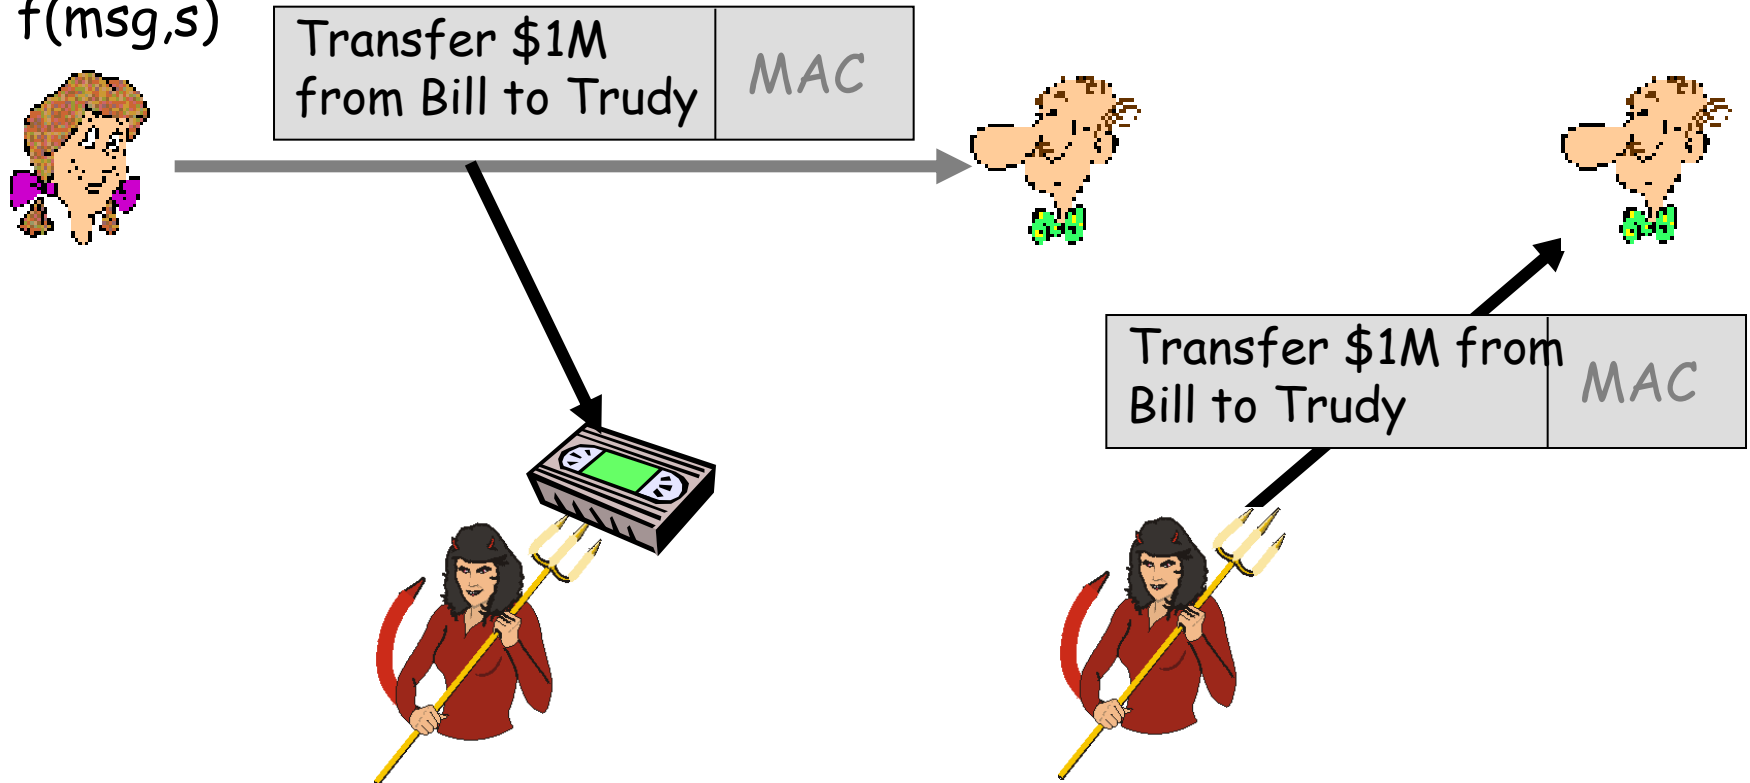 f(msg,s)
Transfer $1M
from Bill to Trudy
MAC
Transfer $1M from
Bill to Trudy
MAC